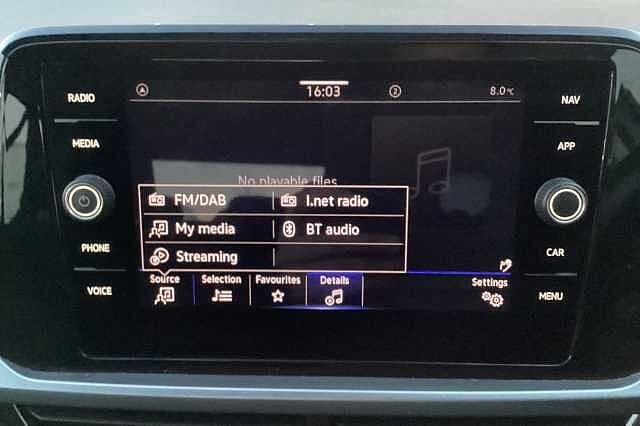 RADIO
MEDIA
PHONE
VOICE
16:03
2
8.0°C
No playable files
FM/DAB
I.net radio
My media
BT audio
Streaming
Source
Selection
Favourites
Details
Settings
NAV
APP
CAR
MENU